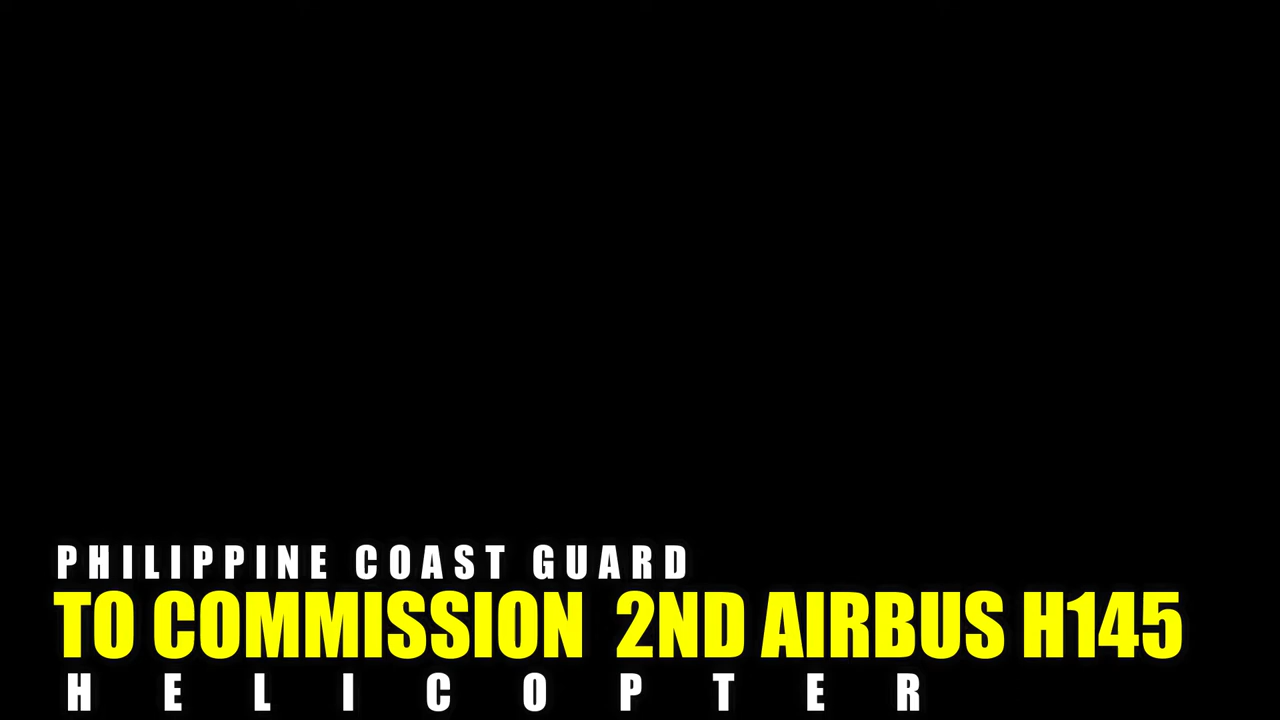 PHILIPPINE COAST GUARD
TO COMMISSION 2ND AIRBUS H145
HELICOPTER